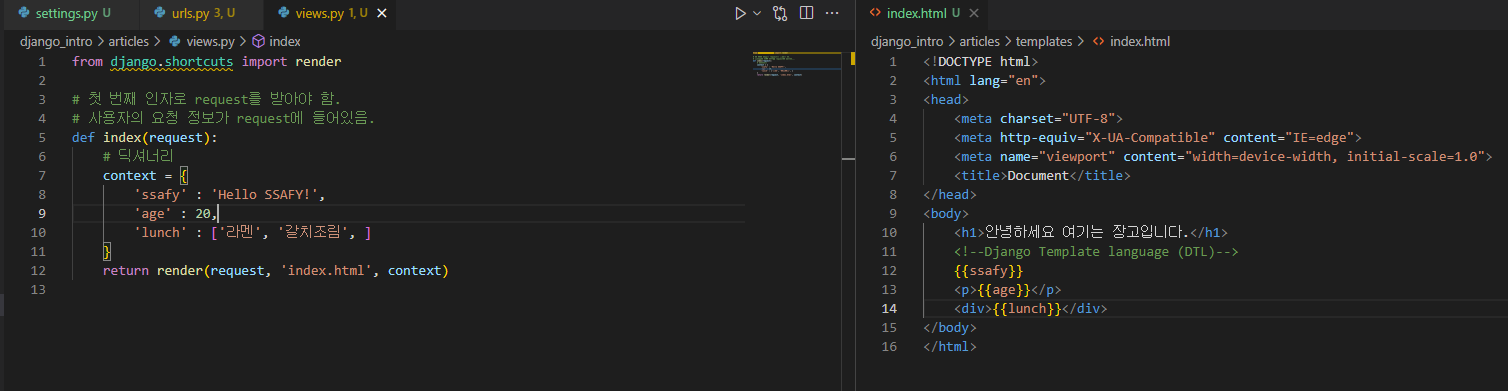 settings.py U urls.py 3, U views.py 1, U
django_intro > articles > views.py > index
1 from django.shortcuts import render
2
3 # 첫 번째 인자로 request를 받아야 함.
4 # 사용자의 요청 정보가 request에 들어있음.
5 def index(request):
6 # 딕셔너리
7 context = {
8 'ssafy' : 'Hello SSAFY!',
9 'age' : 20,
10 'lunch' : ['라멘', '갈치조림', ]
11 }
12 return render(request, 'index.html', context)
13
index.html U
django_intro > articles > templates > index.html
1 <!DOCTYPE html>
2 <html lang="en">
3 <head>
4 <meta charset="UTF-8">
5 <meta http-equiv="X-UA-Compatible" content="IE=edge">
6 <meta name="viewport" content="width=device-width, initial-scale=1.0">
7 <title>Document</title>
8 </head>
9 <body>
10 <h1>안녕하세요 여기는 장고입니다.</h1>
11 <!--Django Template language (DTL)-->
12 {{ssafy}}
13 <p>{{age}}</p>
14 <div>{{lunch}}</div>
15 </body>
16 </html>